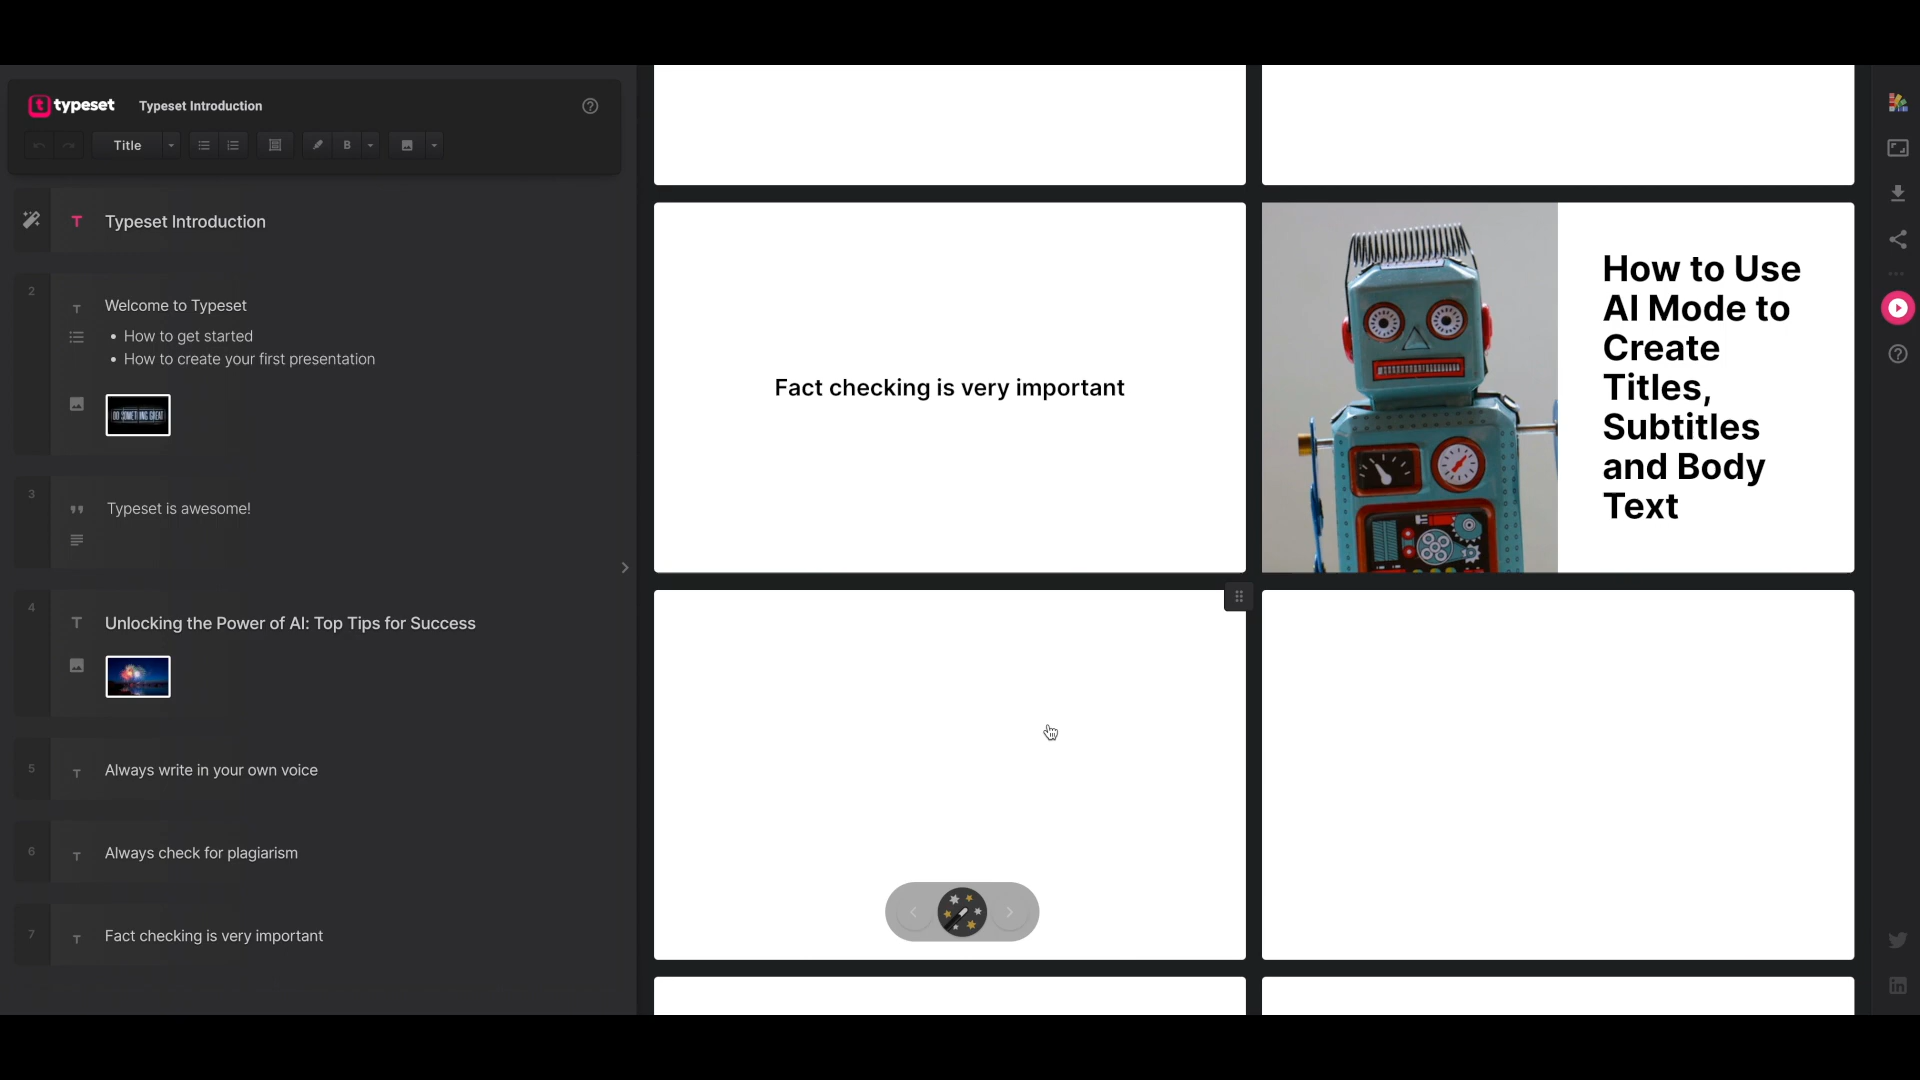 typeset
Typeset Introduction
Title
B
Typeset Introduction
2
Welcome to Typeset
• How to get started
• How to create your first presentation
DO SOMETHING GREAT
3
Typeset is awesome!
4
Unlocking the Power of AI: Top Tips for Success
5
Always write in your own voice
6
Always check for plagiarism
7
Fact checking is very important
Fact checking is very important
How to Use
AI Mode to
Create
Titles,
Subtitles
and Body
Text